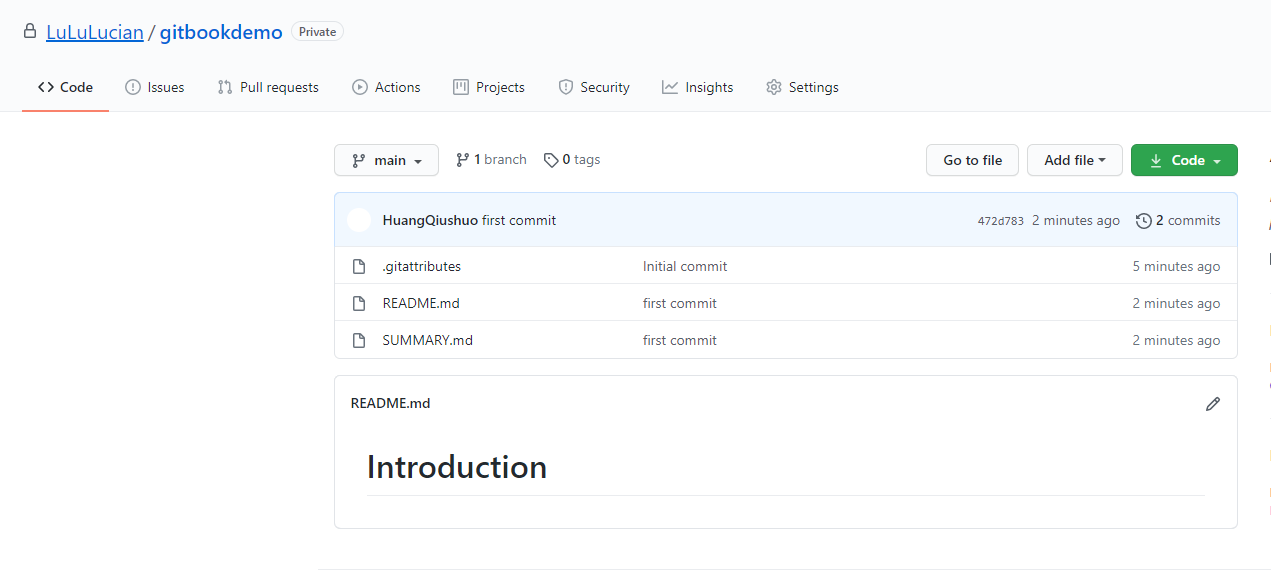 LuLuLucian / gitbookdemo Private
Code Issues Pull requests Actions Projects Security Insights Settings
main 1 branch 0 tags Go to file Add file Code
HuangQiushuo first commit 472d783 2 minutes ago 2 commits
.gitattributes Initial commit 5 minutes ago
README.md first commit 2 minutes ago
SUMMARY.md first commit 2 minutes ago
README.md
Introduction